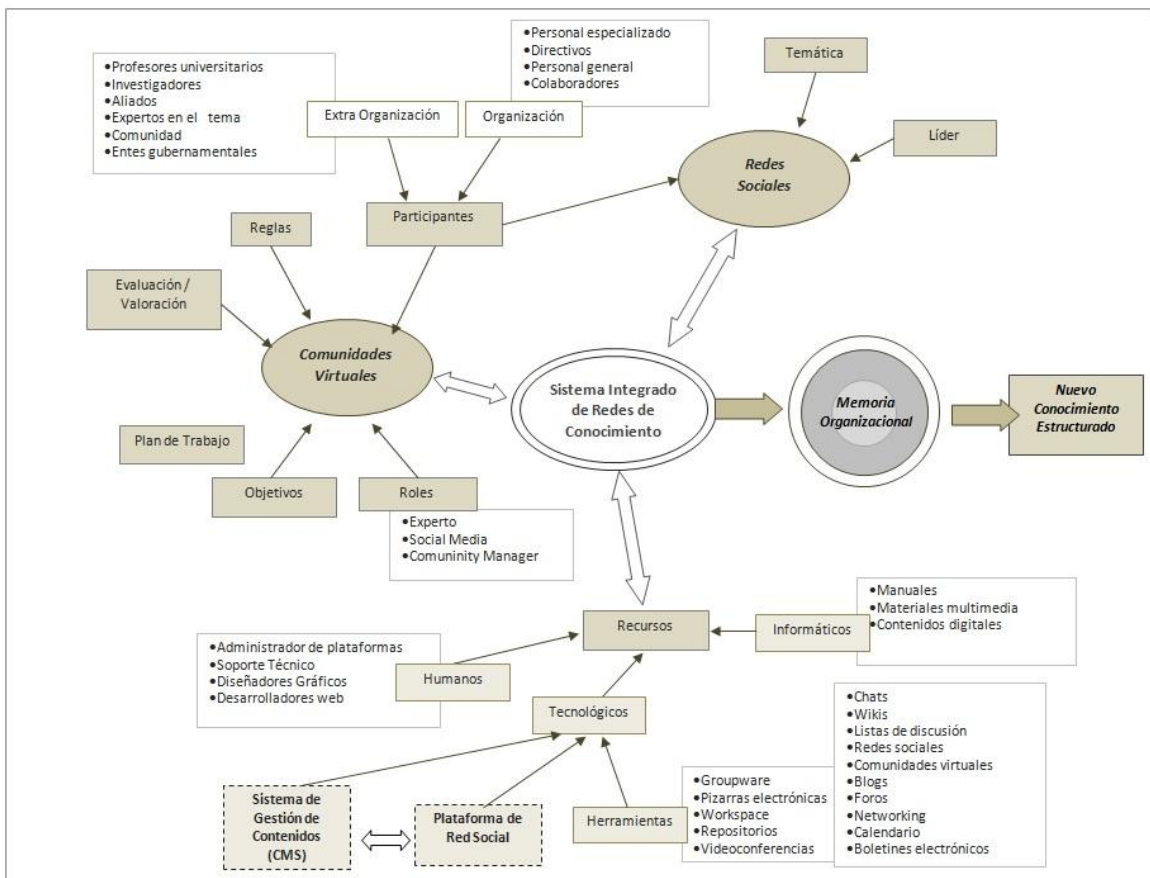 •Profesores universitarios
•Investigadores
•Aliados
•Expertos en el tema
•Comunidad
•Entes gubernamentales
•Personal especializado
•Directivos
•Personal general
•Colaboradores
Extra Organización
Organización
Temática
Líder
Redes
Sociales
Participantes
Reglas
Evaluación /
Valoración
Comunidades
Virtuales
Sistema Integrado
de Redes de
Conocimiento
Memoria
Organizacional
Nuevo
Conocimiento
Estructurado
Plan de Trabajo
Objetivos
Roles
•Experto
•Social Media
•Comuninity Manager
Recursos
Informáticos
•Manuales
•Materiales multimedia
•Contenidos digitales
•Administrador de plataformas
•Soporte Técnico
•Diseñadores Gráficos
•Desarrolladores web
Humanos
Tecnológicos
Sistema de
Gestión de
Contenidos
(CMS)
Plataforma de
Red Social
Herramientas
•Groupware
•Pizarras electrónicas
•Workspace
•Repositorios
•Videoconferencias
•Chats
•Wikis
•Listas de discusión
•Redes sociales
•Comunidades virtuales
•Blogs
•Foros
•Networking
•Calendario
•Boletines electrónicos